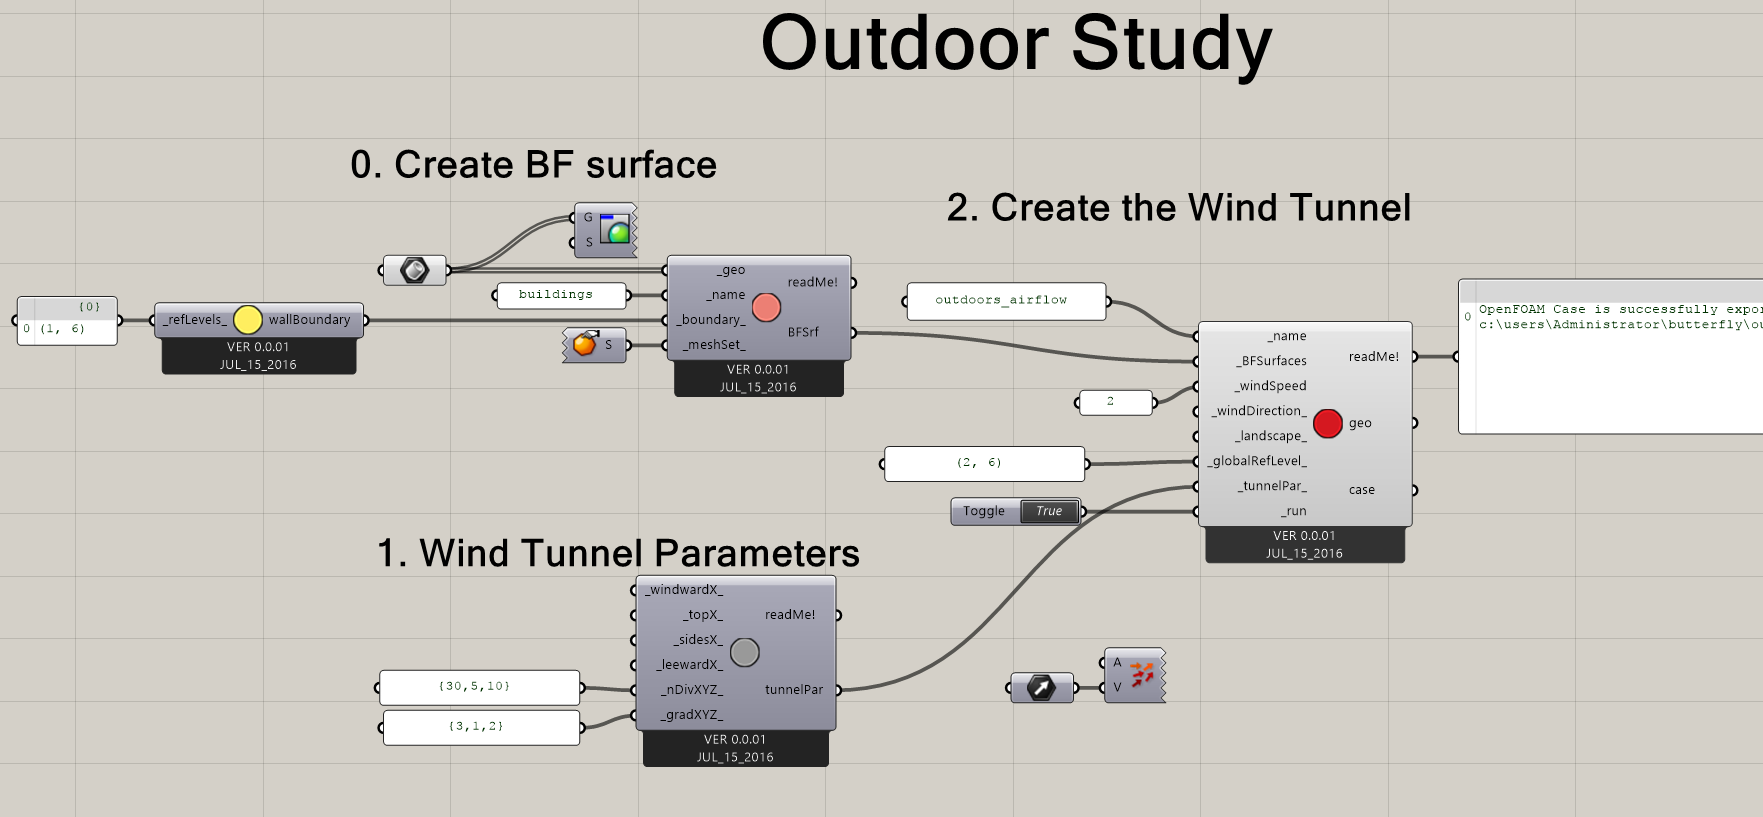 Outdoor Study
0. Create BF surface
2. Create the Wind Tunnel
G
S
_geo
_name
_boundary_
_meshSet_
readMe!
BFSrf
VER 0.0.01
JUL_15_2016
buildings
S
{0}
0 (1, 6)
_refLevels_ wallBoundary
VER 0.0.01
JUL_15_2016
outdoors_airflow
2
(2, 6)
Toggle True
_name
_BFSurfaces
_windSpeed
_windDirection_
_landscape_
_globalRefLevel_
_tunnelPar_
_run
readMe!
geo
case
VER 0.0.01
JUL_15_2016
0 OpenFOAM Case is successfully expor
c:\users\Administrator\butterfly\ou
1. Wind Tunnel Parameters
_windwardX_
_topX_
_sidesX_
_leewardX_
_nDivXYZ_
_gradXYZ_
readMe!
tunnelPar
VER 0.0.01
JUL_15_2016
{30,5,10}
{3,1,2}
A
V